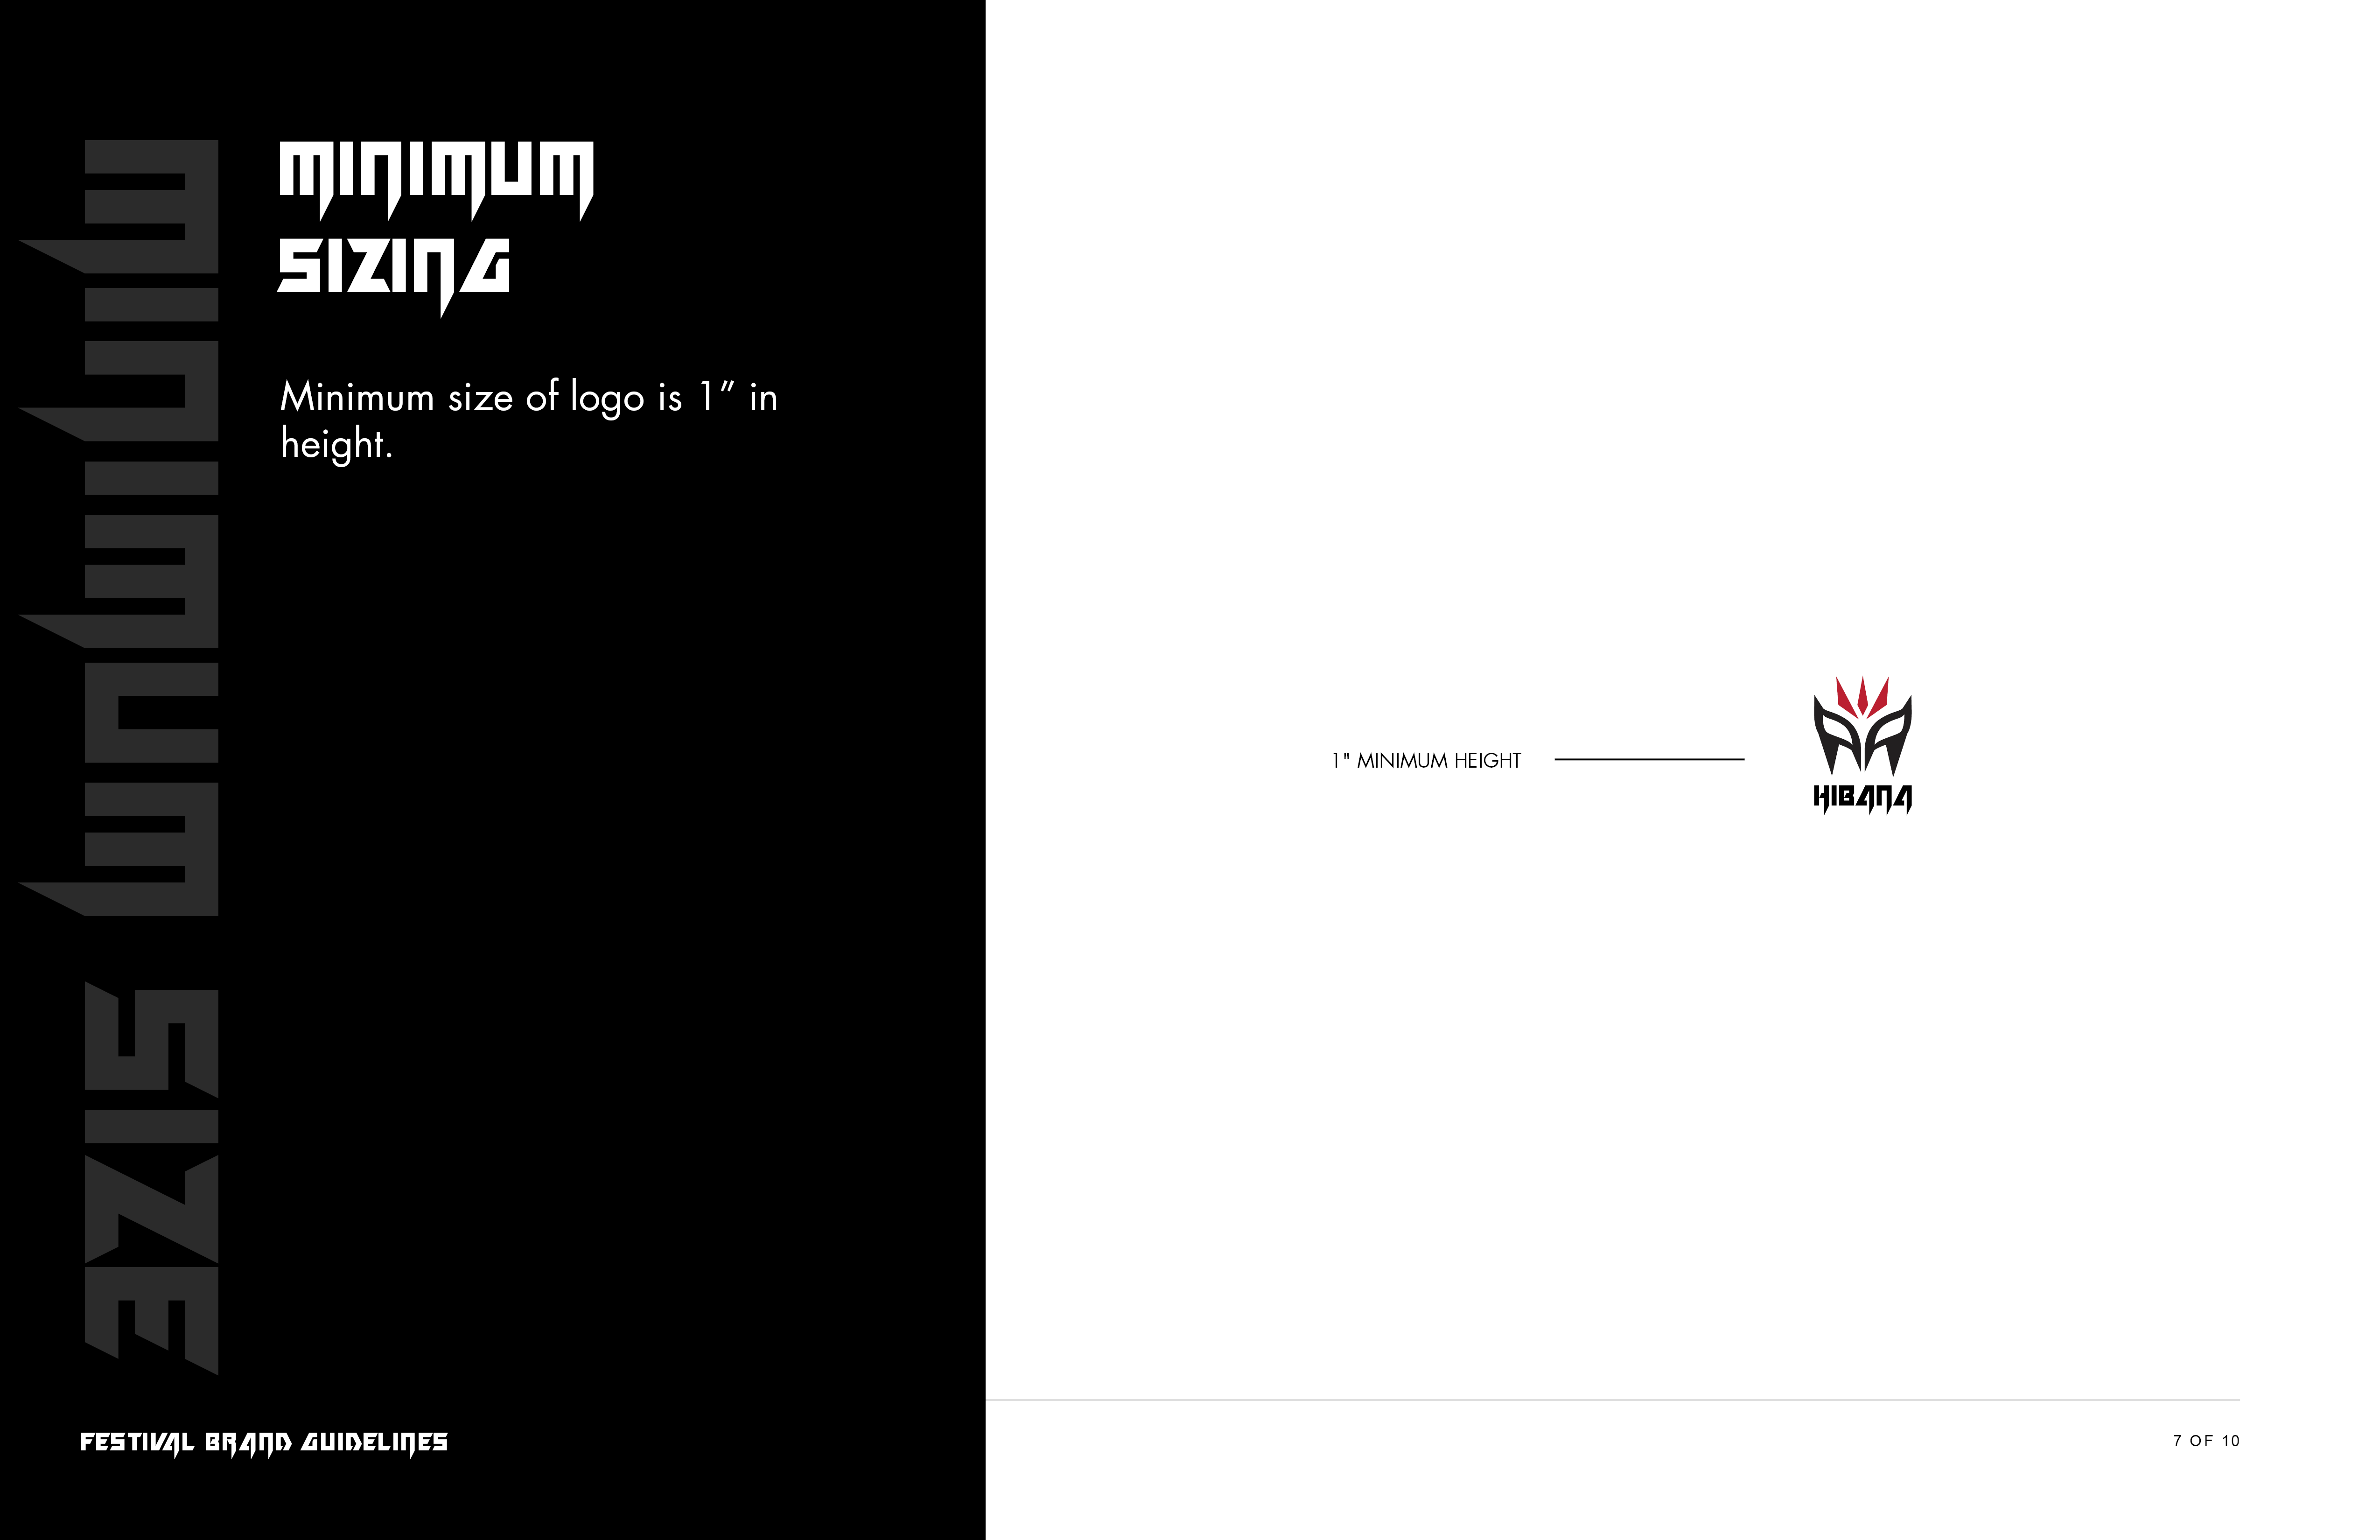 MINIMUM SIZE
MINIMUM
SIZING
Minimum size of logo is 1” in
height.
1" MINIMUM HEIGHT
HIBANA
FESTIVAL BRAND GUIDELINES
7 OF 10